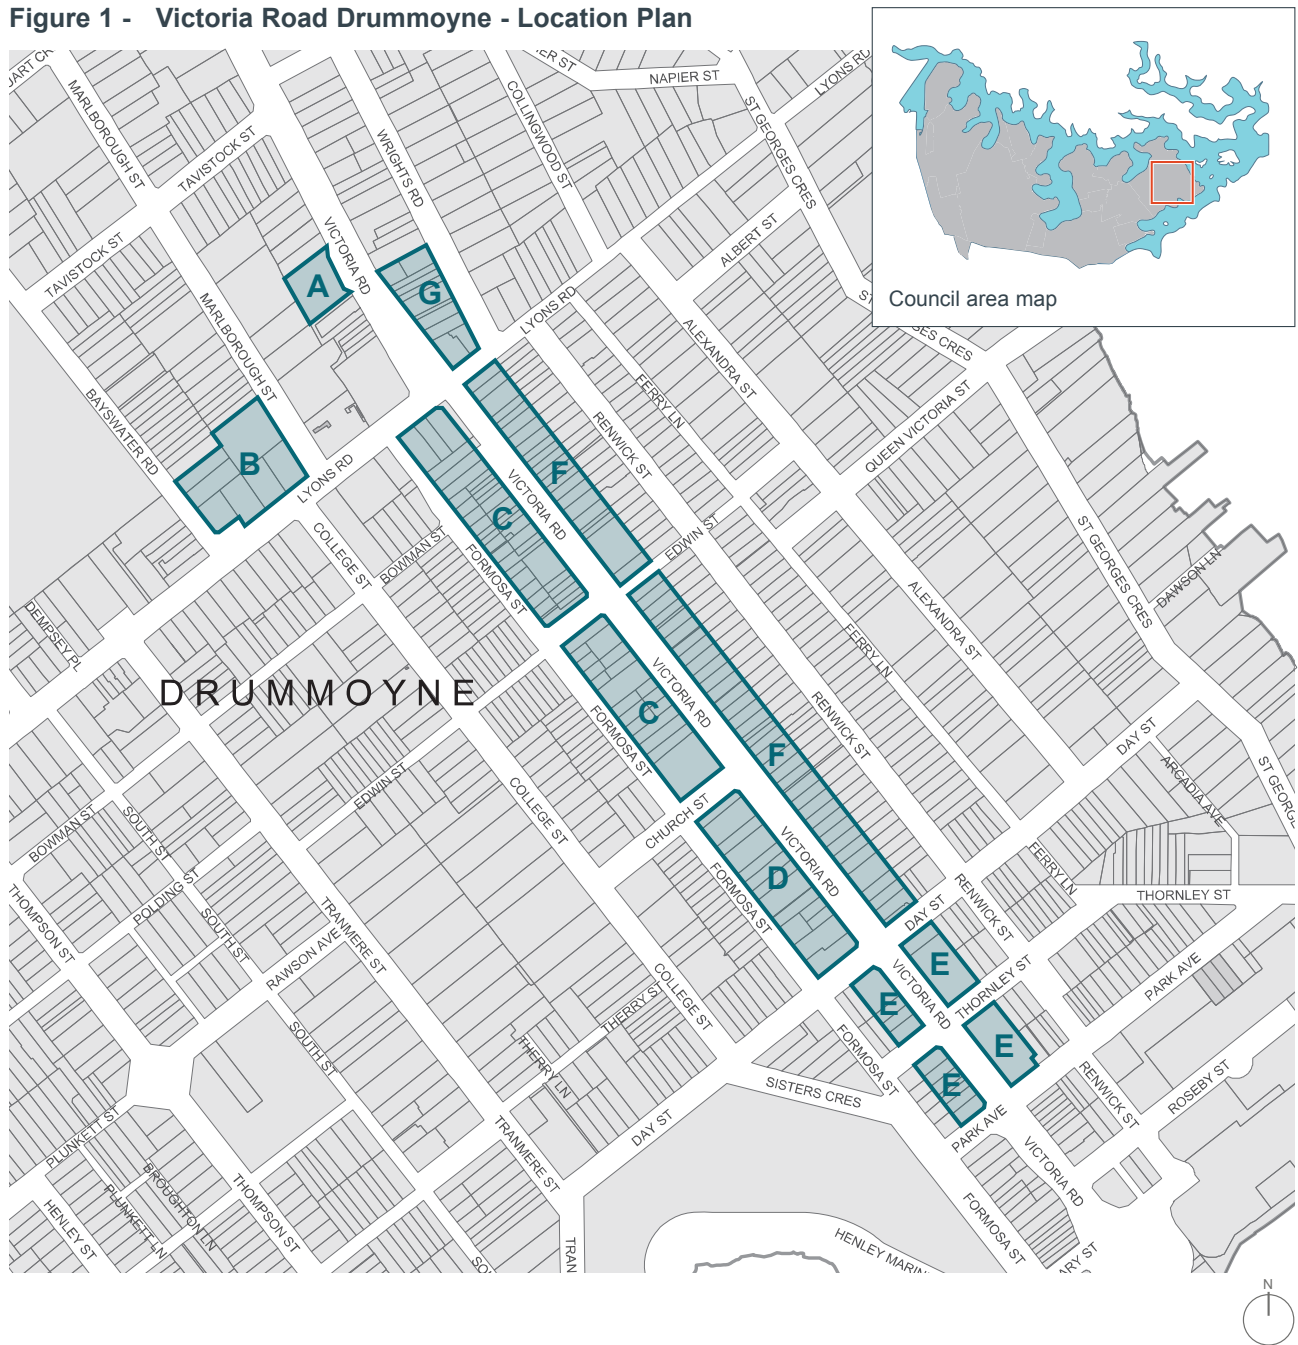 Figure 1 - Victoria Road Drummoyne - Location Plan
Council area map
NAPIER ST
LYONS RD
MARLBOROUGH ST
TAVISTOCK ST
WRIGHTS RD
COLLINGWOOD ST
ST GEORGES CRES
ALBERT ST
TAVISTOCK ST
VICTORIA RD
A
G
MARLBOROUGH ST
LYONS RD
ALEXANDRA ST
FERRY LN
BAYSWATER RD
B
LYONS RD
RENWICK ST
QUEEN VICTORIA ST
F
C
VICTORIA RD
COLLEGE ST
BOWMAN ST
FORMOSA ST
EDWIN ST
ST GEORGES CRES
DAWSON LN
DEMPSEY PL
ALEXANDRA ST
FERRY LN
DRUMMOYNE
C
VICTORIA RD
FORMOSA ST
RENWICK ST
F
DAY ST
ARCADIA AVE
ST GEORGE
EDWIN ST
COLLEGE ST
CHURCH ST
BOWMAN ST
SOUTH ST
POLDING ST
THOMPSON ST
SOUTH ST
TRANMERE ST
RAWSON AVE
D
VICTORIA RD
FORMOSA ST
FERRY LN
THORNLEY ST
RENWICK ST
DAY ST
E
THORNLEY ST
PARK AVE
E
VICTORIA RD
E
E
COLLEGE ST
THERRY ST
THERRY LN
SOUTH ST
FORMOSA ST
SISTERS CRES
DAY ST
PARK AVE
RENWICK ST
ROSEBY ST
VICTORIA RD
PLUNKETT ST
BROUGHTON LN
PLUNKETT LN
HENLEY ST
THOMPSON ST
TRANMERE ST
TRAN
FORMOSA ST
HENLEY MARIN
ARY ST
N